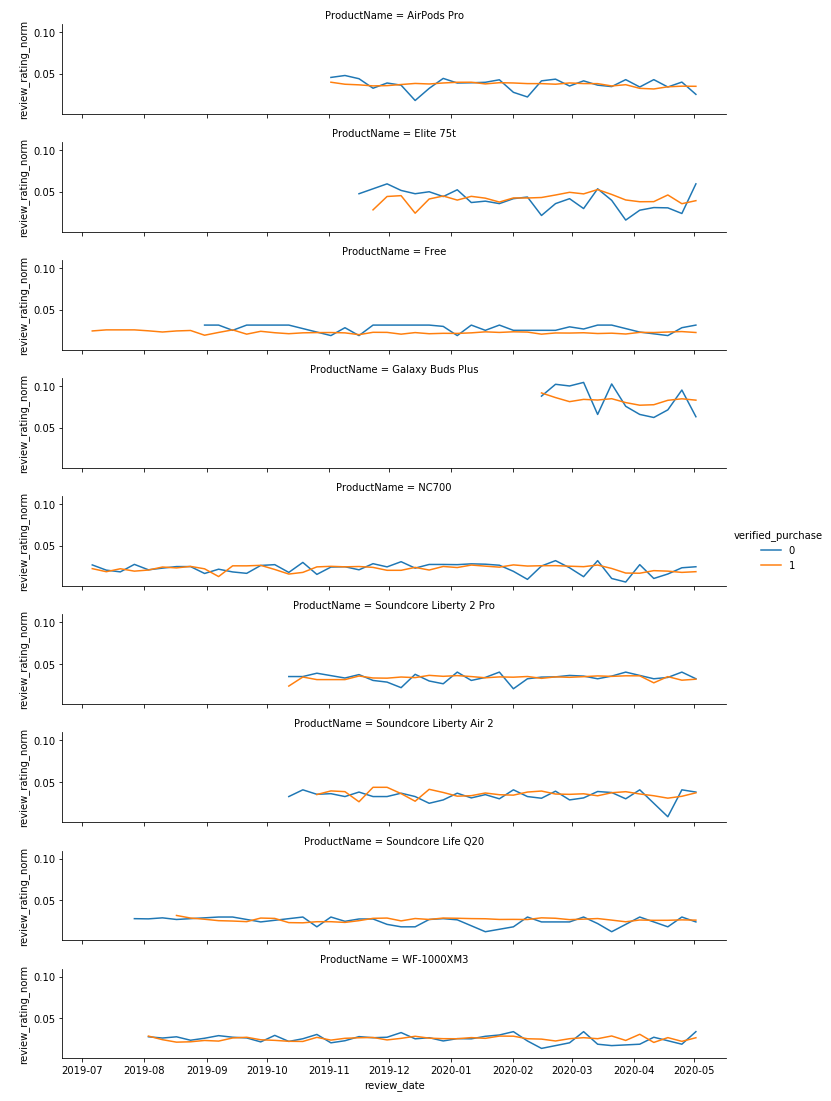 ProductName = AirPods Pro
0.10
0.05
review_rating_norm
ProductName = Elite 75t
0.10
0.05
review_rating_norm
ProductName = Free
0.10
0.05
review_rating_norm
ProductName = Galaxy Buds Plus
0.10
0.05
review_rating_norm
ProductName = NC700
0.10
0.05
review_rating_norm
verified_purchase
0
1
ProductName = Soundcore Liberty 2 Pro
0.10
0.05
review_rating_norm
ProductName = Soundcore Liberty Air 2
0.10
0.05
review_rating_norm
ProductName = Soundcore Life Q20
0.10
0.05
review_rating_norm
ProductName = WF-1000XM3
0.10
0.05
review_rating_norm
2019-07 2019-08 2019-09 2019-10 2019-11 2019-12 2020-01 2020-02 2020-03 2020-04 2020-05
review_date